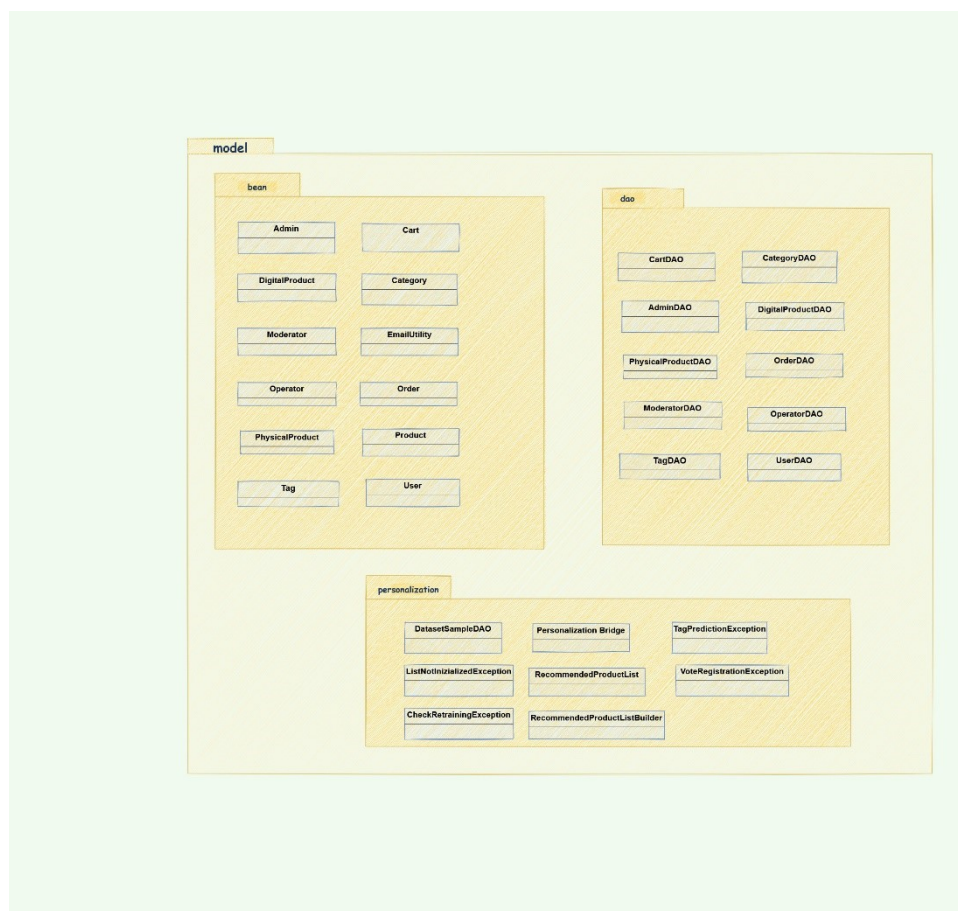 model
bean
Admin
Cart
DigitalProduct
Category
Moderator
EmailUtility
Operator
Order
PhysicalProduct
Product
Tag
User
dao
CartDAO
CategoryDAO
AdminDAO
DigitalProductDAO
PhysicalProductDAO
OrderDAO
ModeratorDAO
OperatorDAO
TagDAO
UserDAO
personalization
DatasetSampleDAO
Personalization Bridge
TagPredictionException
ListNotInizializedException
RecommendedProductList
VoteRegistrationException
CheckRetrainingException
RecommendedProductListBuilder